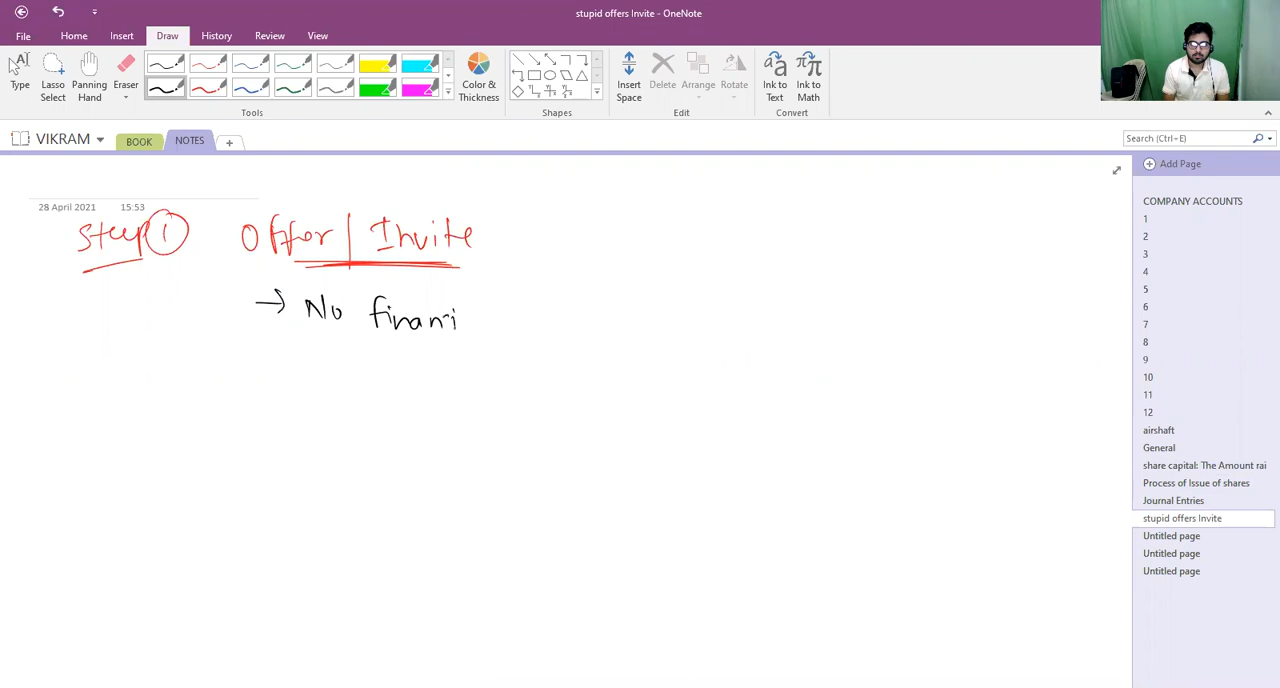 stupid offers Invite - OneNote
File Home Insert Draw History Review View
Type
Lasso Select
Panning Hand
Eraser
Color & Thickness
Insert Space
Delete
Arrange
Rotate
Ink to Text
Ink to Math
Tools Shapes Edit Convert
VIKRAM BOOK NOTES
Search (Ctrl+E)
Add Page
28 April 2021 15:53
Step 1 Offer | Invite
→ No financi
COMPANY ACCOUNTS
1
2
3
4
5
6
7
8
9
10
11
12
airshaft
General
share capital: The Amount rai
Process of Issue of shares
Journal Entries
stupid offers Invite
Untitled page
Untitled page
Untitled page